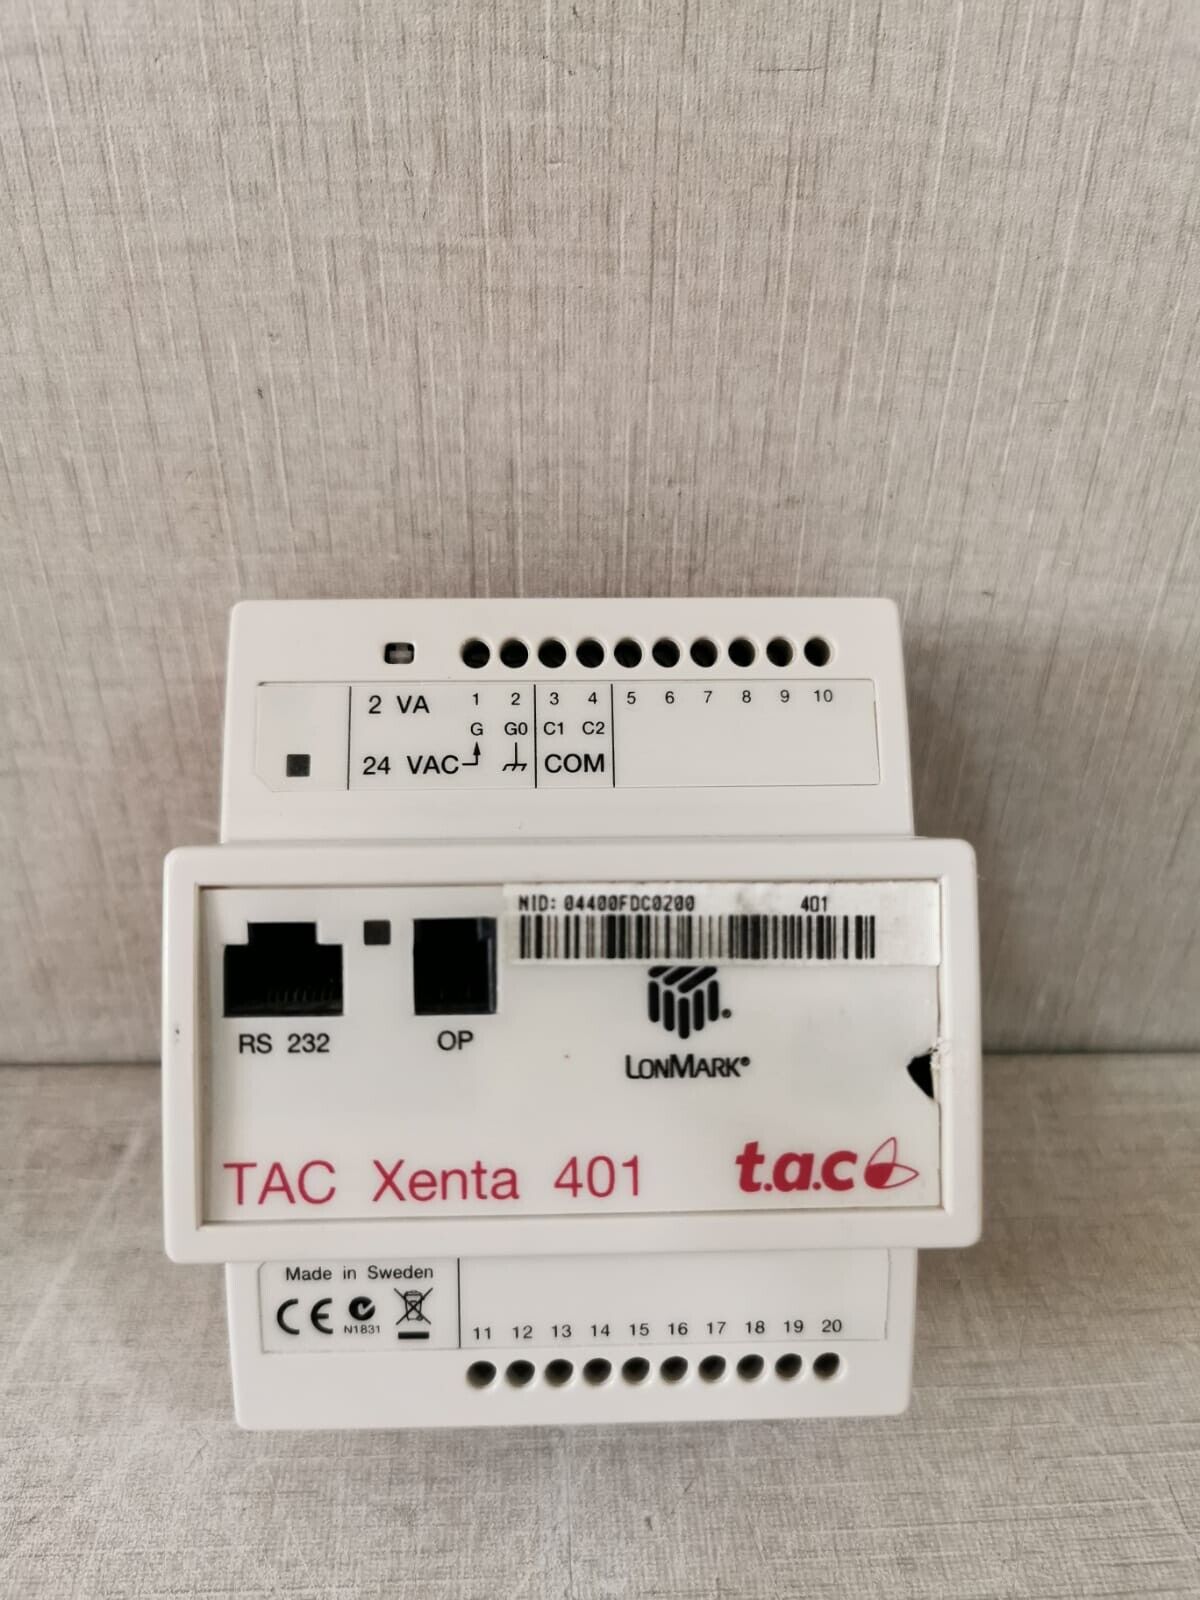 2 VA 1 2 3 4 5 6 7 8 9 10
G G0 C1 C2
24 VAC COM
NID: 04400FDC0200 401
RS 232 OP
LONMARK®
TAC Xenta 401 t.a.c
Made in Sweden
CE N1831
11 12 13 14 15 16 17 18 19 20